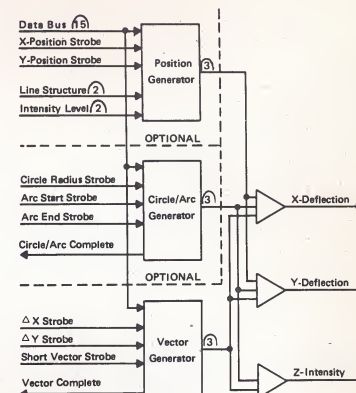 Data Bus 15
X-Position Strobe
Y-Position Strobe
Line Structure 2
Intensity Level 2
Position
Generator
3
OPTIONAL
Circle Radius Strobe
Arc Start Strobe
Arc End Strobe
Circle/Arc Complete
Circle/Arc
Generator
3
OPTIONAL
△ X Strobe
△ Y Strobe
Short Vector Strobe
Vector Complete
Vector
Generator
3
X-Deflection
Y-Deflection
Z-Intensity